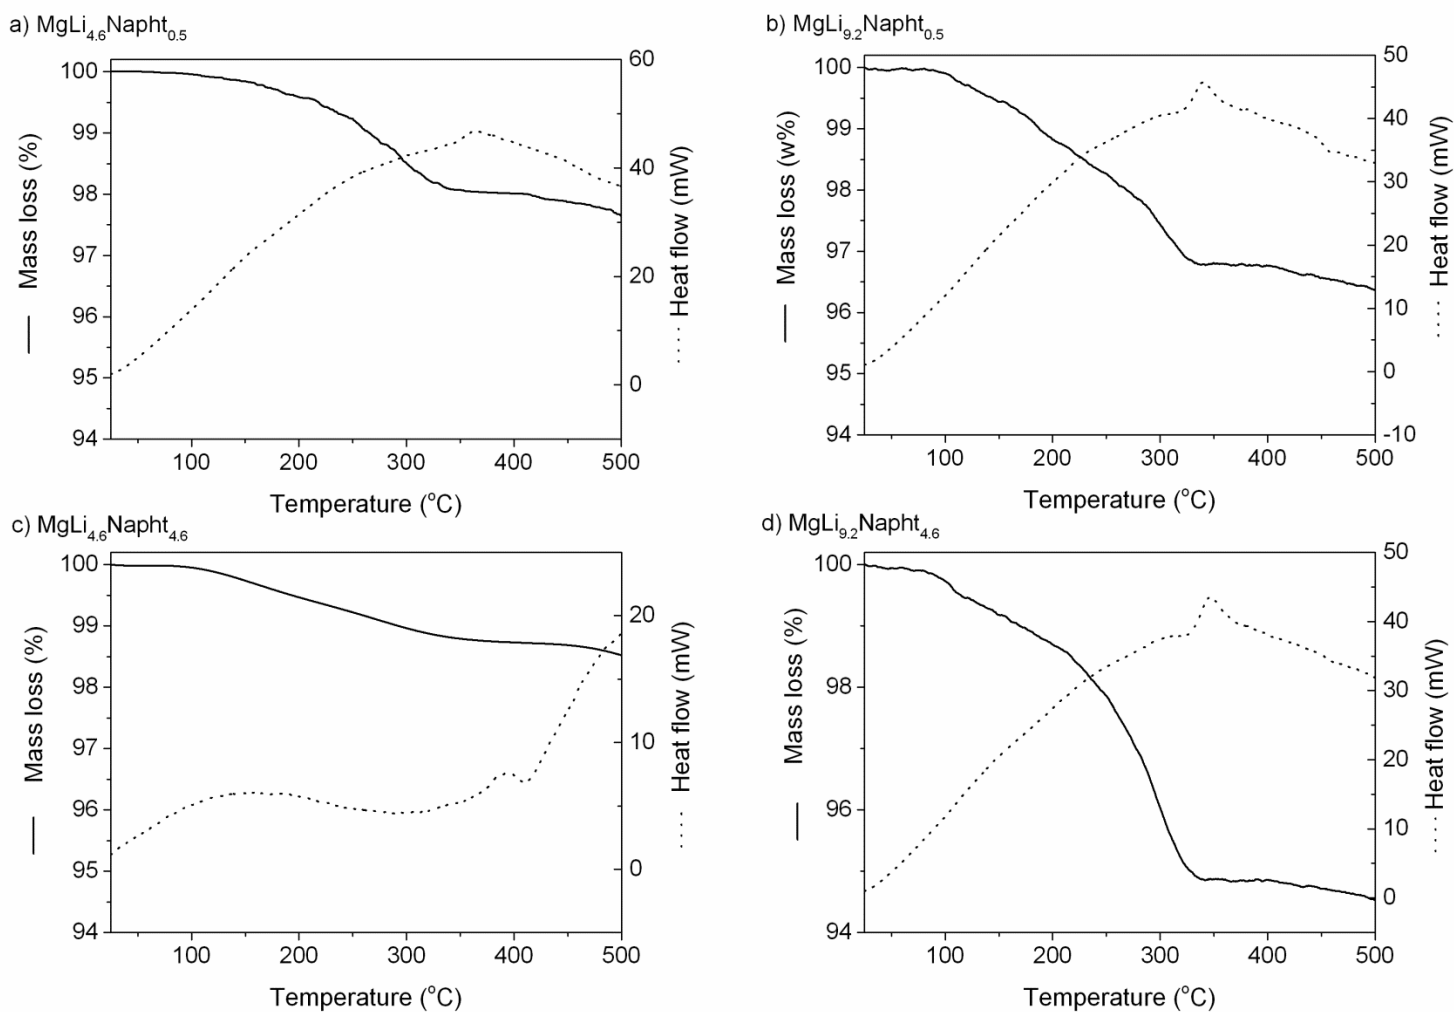 a) MgLi4.6Napht0.5
100
99
98
97
96
95
94
Mass loss (%)
60
40
20
0
Heat flow (mW)
100 200 300 400 500
Temperature (oC)
b) MgLi9.2Napht0.5
100
99
98
97
96
95
94
Mass loss (w%)
50
40
30
20
10
0
-10
Heat flow (mW)
100 200 300 400 500
Temperature (oC)
c) MgLi4.6Napht4.6
100
99
98
97
96
95
94
Mass loss (%)
20
10
0
Heat flow (mW)
100 200 300 400 500
Temperature (oC)
d) MgLi9.2Napht4.6
100
98
96
94
Mass loss (%)
50
40
30
20
10
0
Heat flow (mW)
100 200 300 400 500
Temperature (oC)